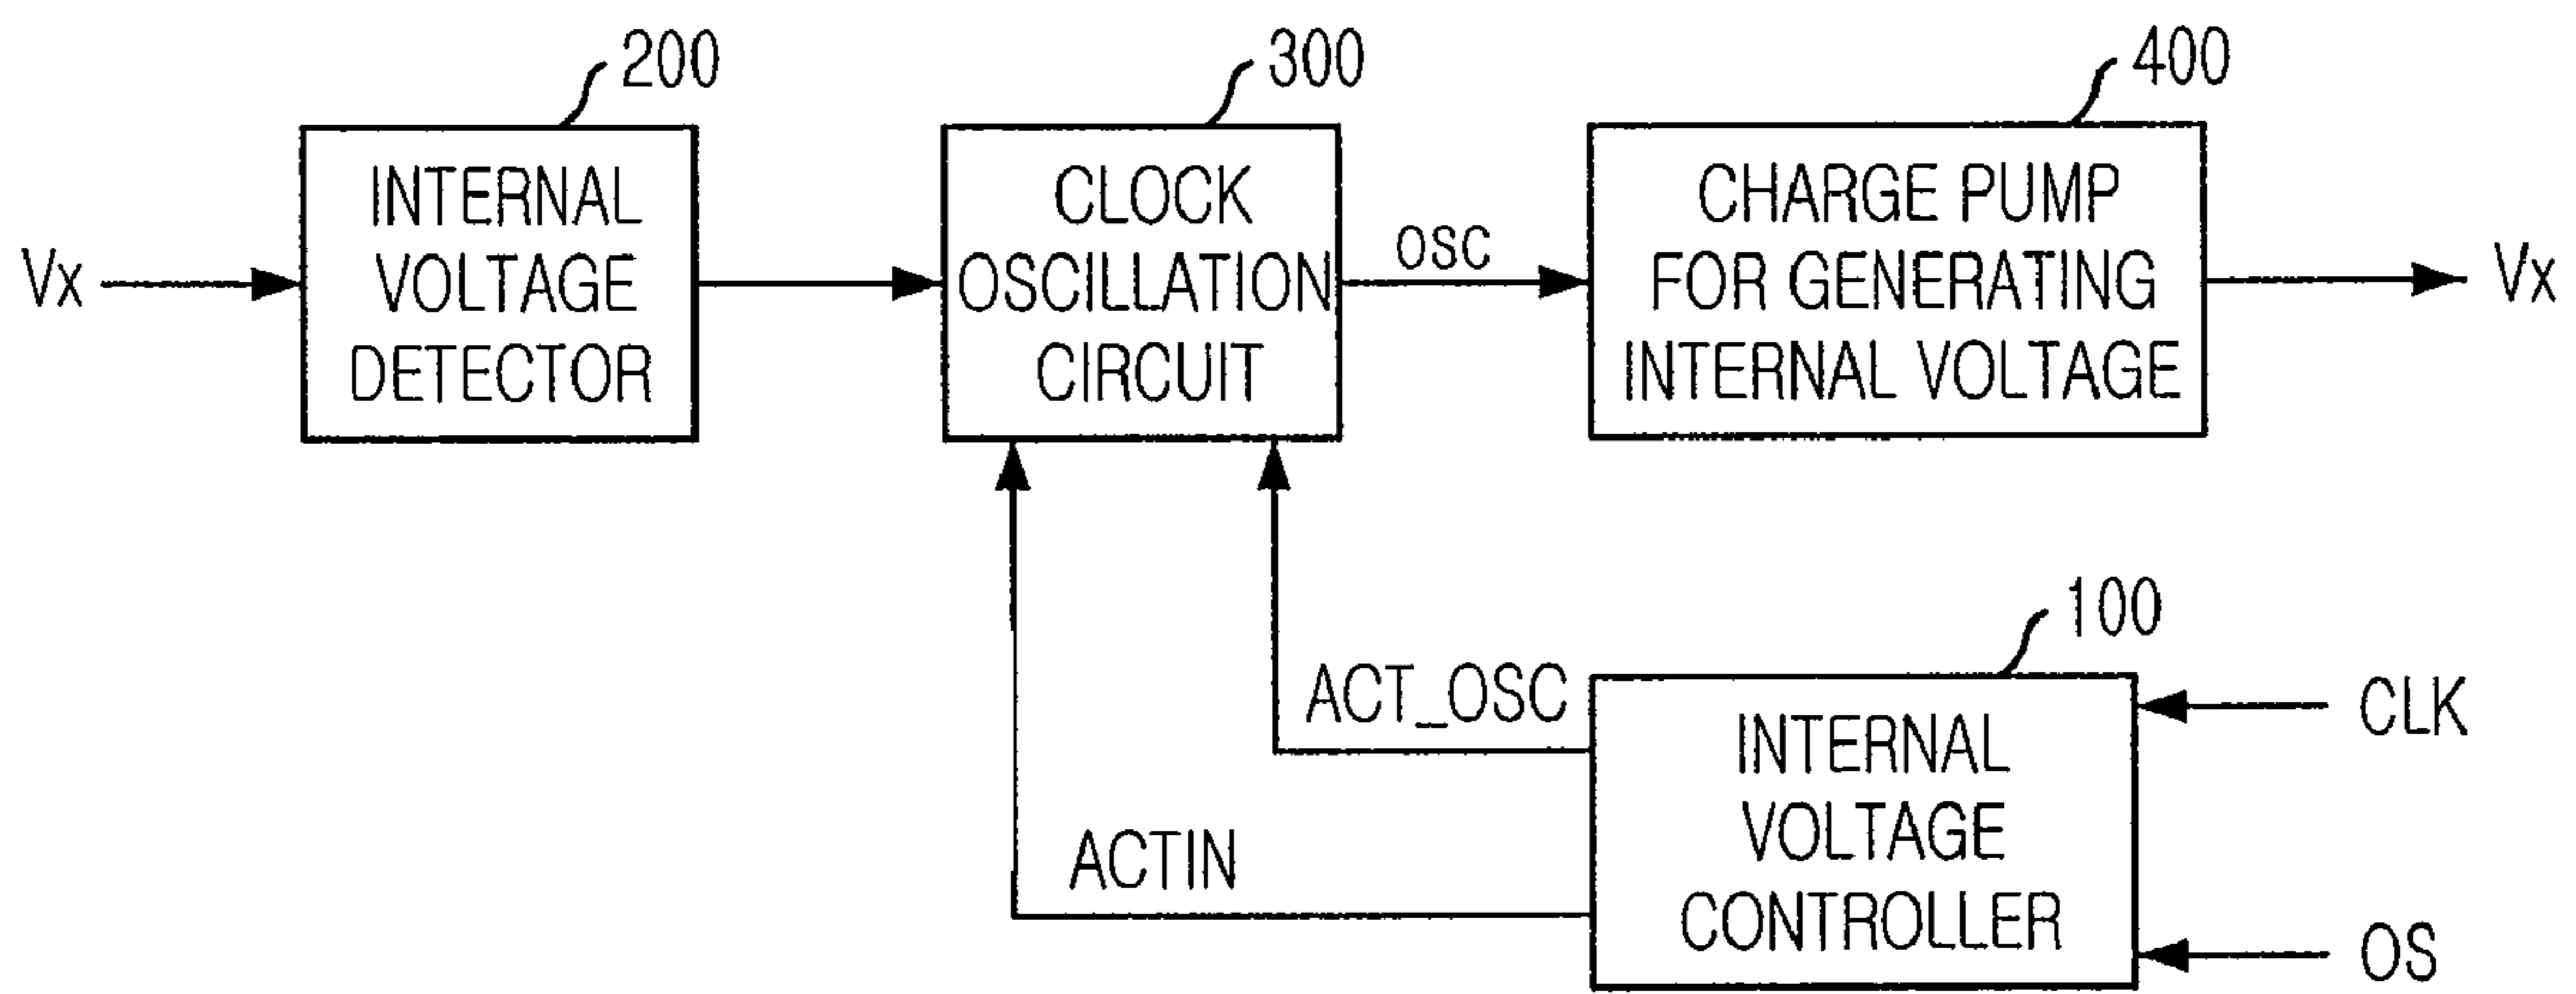 200
300
400
Vx
INTERNAL
VOLTAGE
DETECTOR
CLOCK
OSCILLATION
CIRCUIT
OSC
CHARGE PUMP
FOR GENERATING
INTERNAL VOLTAGE
Vx
100
ACT_OSC
ACTIN
INTERNAL
VOLTAGE
CONTROLLER
CLK
OS